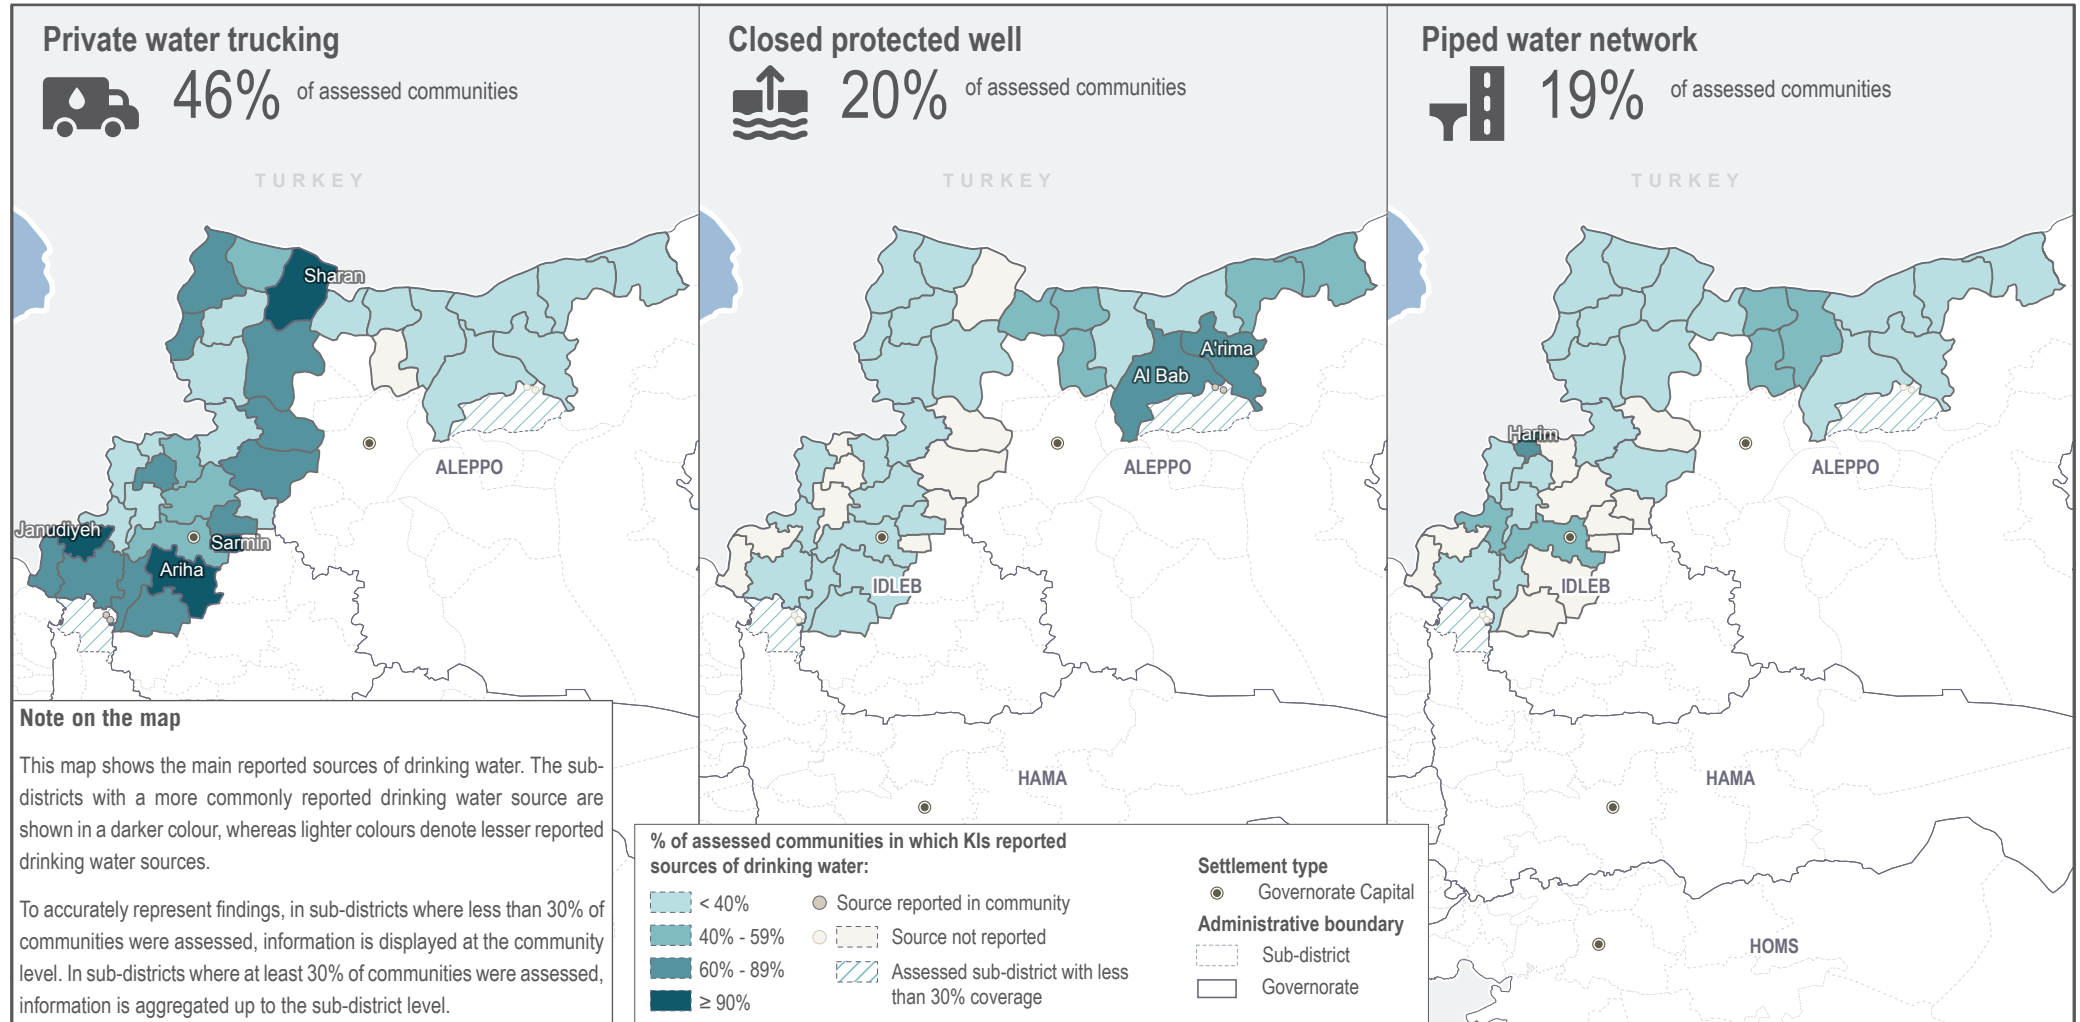 Private water trucking
46% of assessed communities
TURKEY
Sharan
ALEPPO
Janudiyeh
Sarmin
Ariha
Closed protected well
20% of assessed communities
TURKEY
A'rima
Al Bab
ALEPPO
IDLEB
HAMA
Piped water network
19% of assessed communities
TURKEY
Harim
ALEPPO
IDLEB
HAMA
HOMS
Note on the map
This map shows the main reported sources of drinking water. The sub-
districts with a more commonly reported drinking water source are
shown in a darker colour, whereas lighter colours denote lesser reported
drinking water sources.
To accurately represent findings, in sub-districts where less than 30% of
communities were assessed, information is displayed at the community
level. In sub-districts where at least 30% of communities were assessed,
information is aggregated up to the sub-district level.
% of assessed communities in which KIs reported
sources of drinking water:
< 40%
40% - 59%
60% - 89%
≥ 90%
Source reported in community
Source not reported
Assessed sub-district with less
than 30% coverage
Settlement type
Governorate Capital
Administrative boundary
Sub-district
Governorate